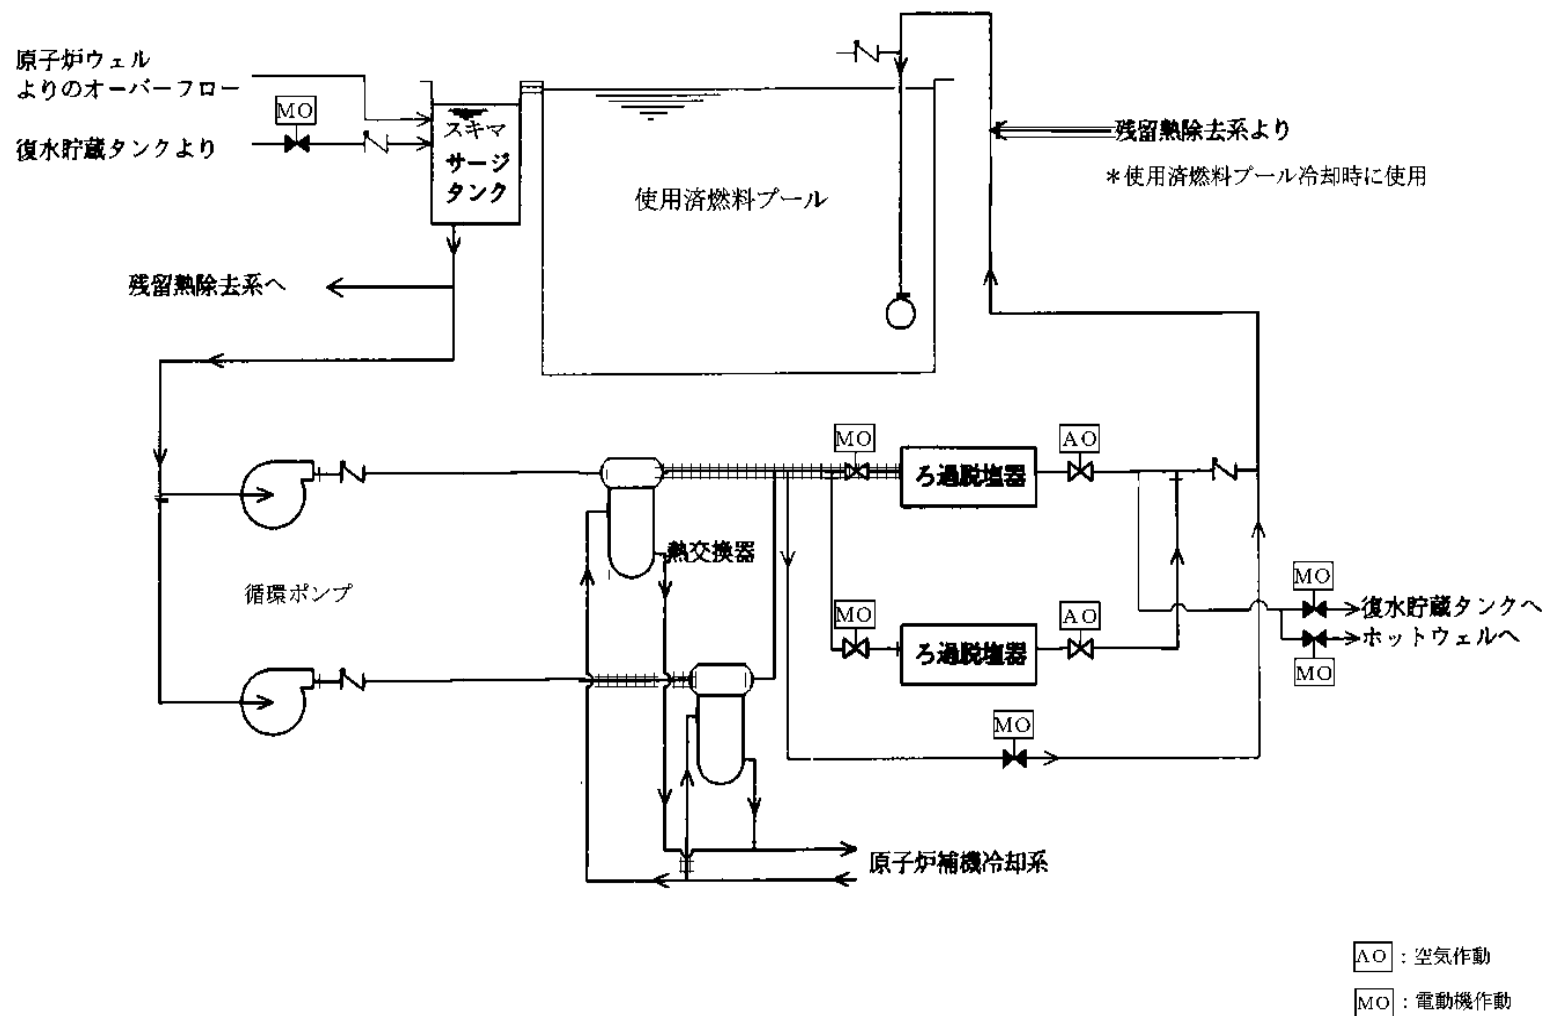 原子炉ウェル
よりのオーバーフロー
MO
復水貯蔵タンクより
スキマ
サージ
タンク
使用済燃料プール
残留熱除去系より
＊使用済燃料プール冷却時に使用
残留熱除去系へ
MO
AO
ろ過脱塩器
熱交換器
循環ポンプ
MO
AO
ろ過脱塩器
MO
復水貯蔵タンクへ
ホットウェルへ
MO
MO
原子炉補機冷却系
AO：空気作動
MO：電動機作動